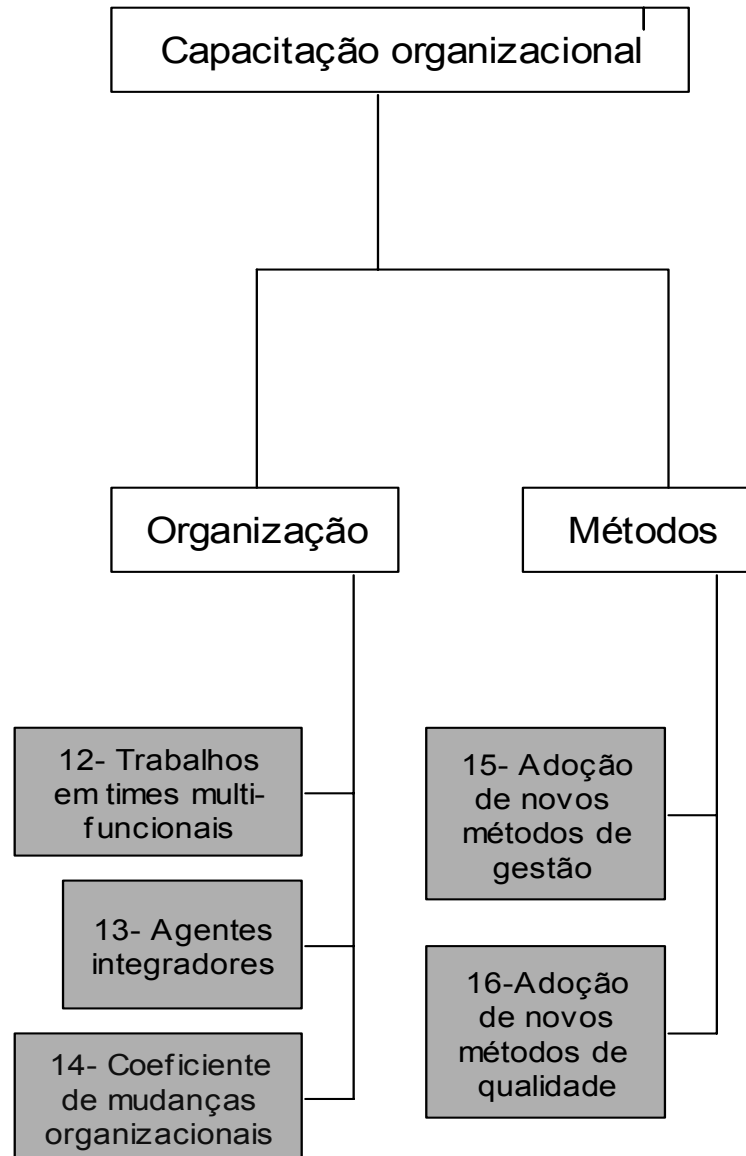 Capacitação organizacional
Organização
Métodos
12- Trabalhos
em times multi-
funcionais
13- Agentes
integradores
14- Coeficiente
de mudanças
organizacionais
15- Adoção
de novos
métodos de
gestão
16-Adoção
de novos
métodos de
qualidade